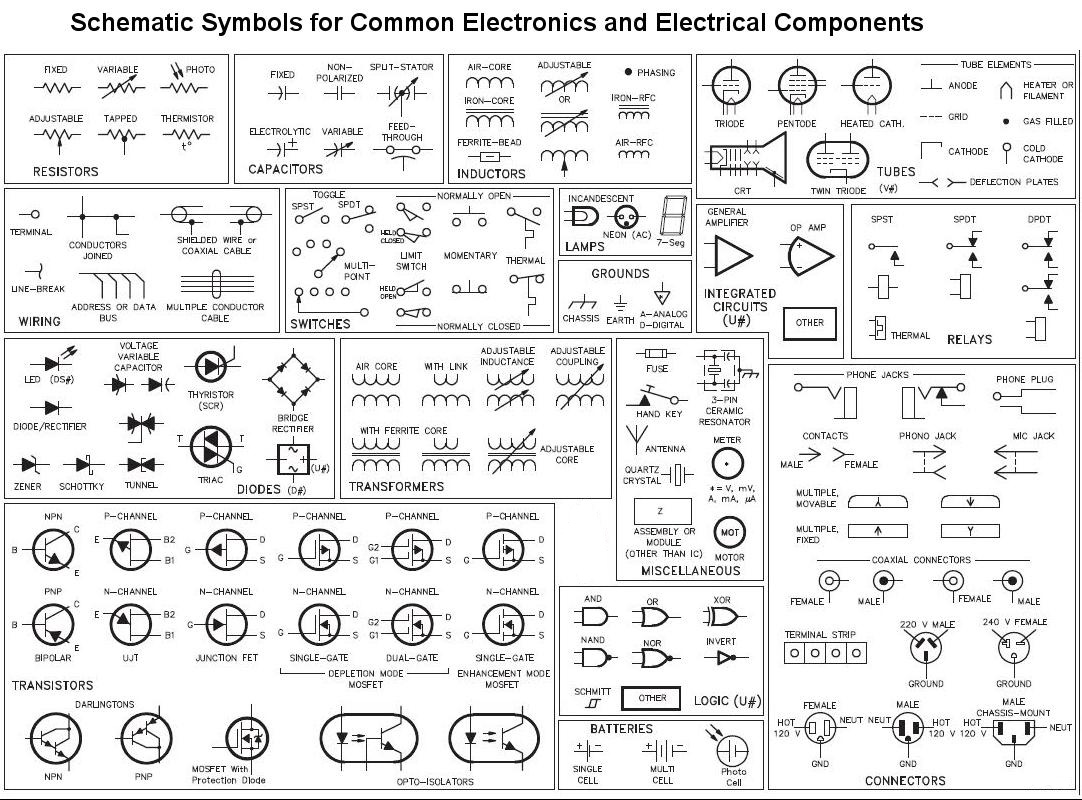 Schematic Symbols for Common Electronics and Electrical Components
FIXED VARIABLE PHOTO
ADJUSTABLE TAPPED THERMISTOR
t°
RESISTORS
FIXED NON-POLARIZED SPLIT-STATOR
ELECTROLYTIC VARIABLE FEED-THROUGH
+
CAPACITORS
AIR-CORE ADJUSTABLE PHASING
IRON-CORE OR IRON-RFC
FERRITE-BEAD AIR-RFC
INDUCTORS
TRIODE PENTODE HEATED CATH.
CRT TWIN TRIODE
TUBES
(V#)
TUBE ELEMENTS
ANODE HEATER OR FILAMENT
GRID GAS FILLED
CATHODE COLD CATHODE
DEFLECTION PLATES
TERMINAL CONDUCTORS JOINED SHIELDED WIRE or COAXIAL CABLE
LINE-BREAK ADDRESS OR DATA BUS MULTIPLE CONDUCTOR CABLE
WIRING
TOGGLE
SPST SPDT
NORMALLY OPEN
HELD CLOSED
MULTI-POINT LIMIT SWITCH MOMENTARY THERMAL
HELD OPEN
NORMALLY CLOSED
SWITCHES
INCANDESCENT
NEON (AC) 7-Seg
LAMPS
GROUNDS
CHASSIS EARTH A-ANALOG
D-DIGITAL
GENERAL AMPLIFIER OP AMP
INTEGRATED CIRCUITS (U#)
OTHER
SPST SPDT DPDT
THERMAL
RELAYS
LED (DS#)
VOLTAGE VARIABLE CAPACITOR
THYRISTOR (SCR)
BRIDGE RECTIFIER
DIODE/RECTIFIER
T T
G
(U#)
ZENER SCHOTTKY TUNNEL TRIAC
DIODES (D#)
AIR CORE WITH LINK ADJUSTABLE INDUCTANCE ADJUSTABLE COUPLING
WITH FERRITE CORE
ADJUSTABLE CORE
TRANSFORMERS
FUSE
HAND KEY 3-PIN CERAMIC RESONATOR
ANTENNA METER
QUARTZ CRYSTAL * = V, mV, A, mA, µA
Z
ASSEMBLY OR MODULE (OTHER THAN IC)
MOT
MOTOR
MISCELLANEOUS
PHONE JACKS PHONE PLUG
CONTACTS PHONO JACK MIC JACK
MALE FEMALE
MULTIPLE, MOVABLE
MULTIPLE, FIXED
COAXIAL CONNECTORS
FEMALE MALE FEMALE MALE
TERMINAL STRIP 220 V MALE 240 V FEMALE
GROUND GROUND
FEMALE MALE MALE CHASSIS-MOUNT
HOT 120 V NEUT NEUT HOT 120 V HOT 120 V NEUT
GND GND GND
CONNECTORS
NPN P-CHANNEL P-CHANNEL P-CHANNEL P-CHANNEL P-CHANNEL
B C E E B2 B1 G D S G D S G2 G1 D S G D S
PNP N-CHANNEL N-CHANNEL N-CHANNEL N-CHANNEL N-CHANNEL
B C E E B2 B1 G D S G D S G2 G1 D S G D S
BIPOLAR UJT JUNCTION FET SINGLE-GATE DUAL-GATE SINGLE-GATE
DEPLETION MODE MOSFET ENHANCEMENT MODE MOSFET
TRANSISTORS
DARLINGTONS
NPN PNP MOSFET With Protection Diode OPTO-ISOLATORS
AND OR XOR
NAND NOR INVERT
SCHMITT OTHER LOGIC (U#)
BATTERIES
SINGLE CELL MULTI CELL Photo Cell